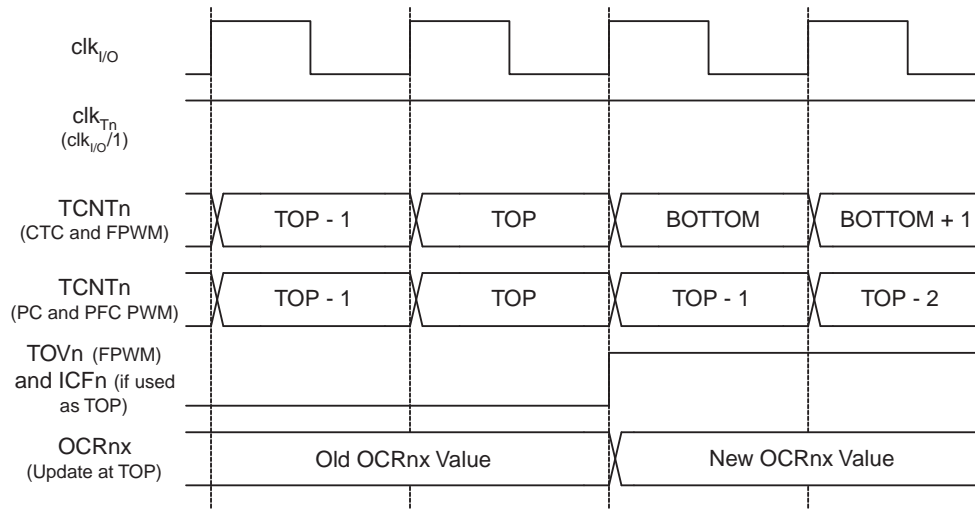 clkI/O
clkTn
(clkI/O/1)
TCNTn
(CTC and FPWM)
TOP - 1 TOP BOTTOM BOTTOM + 1
TCNTn
(PC and PFC PWM)
TOP - 1 TOP TOP - 1 TOP - 2
TOVn (FPWM)
and ICFn (if used
as TOP)
OCRnx
(Update at TOP)
Old OCRnx Value New OCRnx Value